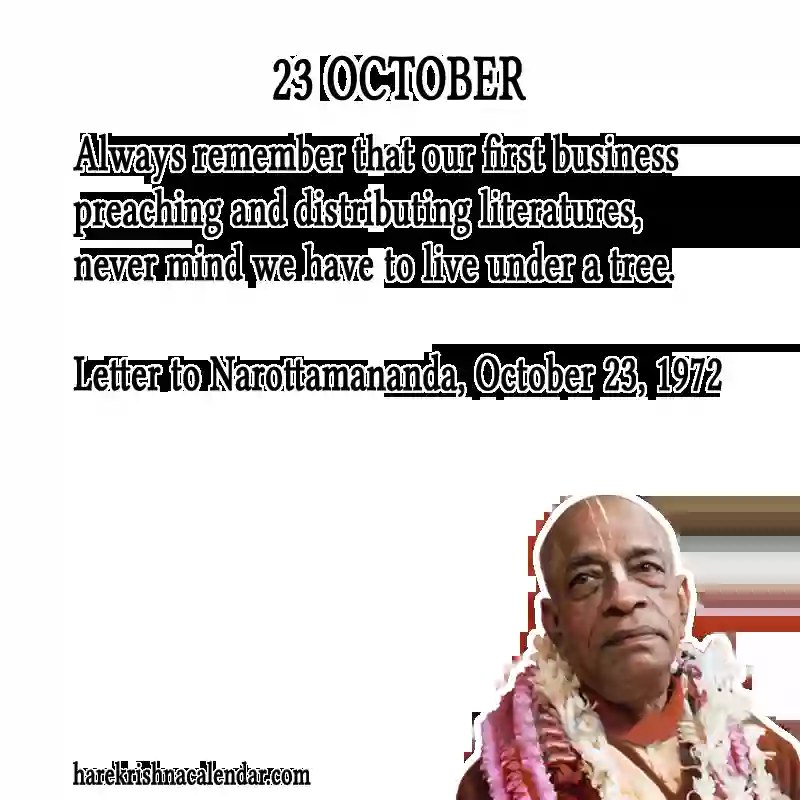 23 OCTOBER
Always remember that our first business
preaching and distributing literatures,
never mind we have to live under a tree.
Letter to Narottamananda, October 23, 1972
harekrishnacalendar.com